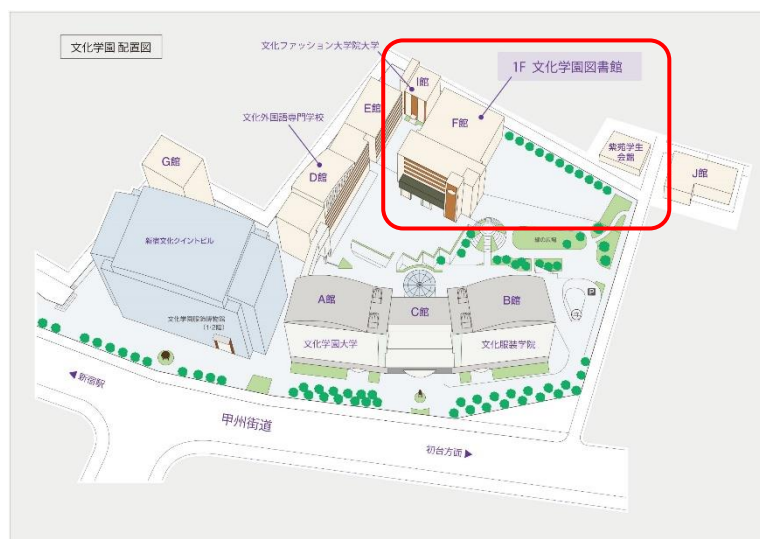 文化学園 配置図
文化ファッション大学院大学
1F 文化学園図書館
I館
E館
F館
文化外国語専門学校
紫苑学生
会館
J館
G館
D館
新宿文化クイントビル
緑の広場
P
A館
C館
B館
文化学園服飾博物館
(1・2階)
文化学園大学
文化服装学院
◀新宿駅
甲州街道
初台方面▶